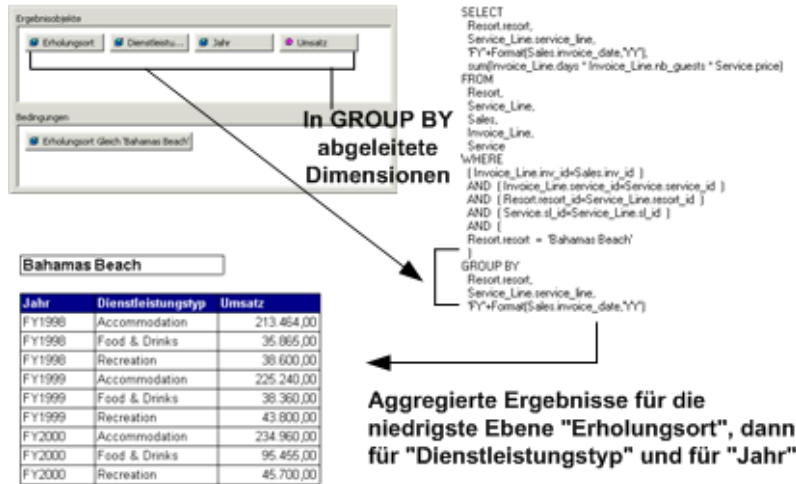 Ergebnisobjekte
Erholungsort Dienstleistu... Jahr Umsatz
Bedingungen
Erholungsort Gleich 'Bahamas Beach'
In GROUP BY
abgeleitete
Dimensionen
SELECT
Resort.resort,
Service_Line.service_line,
'FY'+Format(Sales.invoice_date,'YY'),
sum(Invoice_Line.days * Invoice_Line.nb_guests * Service.price)
FROM
Resort,
Service_Line,
Sales,
Invoice_Line,
Service
WHERE
( Invoice_Line.inv_id=Sales.inv_id )
AND ( Invoice_Line.service_id=Service.service_id )
AND ( Resort.resort_id=Service_Line.resort_id )
AND ( Service.sl_id=Service_Line.sl_id )
AND (
Resort.resort = 'Bahamas Beach'
)
GROUP BY
Resort.resort,
Service_Line.service_line,
'FY'+Format(Sales.invoice_date,'YY')
Bahamas Beach
Jahr Dienstleistungstyp Umsatz
FY1998 Accommodation 213.464,00
FY1998 Food & Drinks 35.865,00
FY1998 Recreation 38.600,00
FY1999 Accommodation 225.240,00
FY1999 Food & Drinks 38.360,00
FY1999 Recreation 43.800,00
FY2000 Accommodation 234.960,00
FY2000 Food & Drinks 95.455,00
FY2000 Recreation 45.700,00
Aggregierte Ergebnisse für die
niedrigste Ebene "Erholungsort", dann
für "Dienstleistungstyp" und für "Jahr"